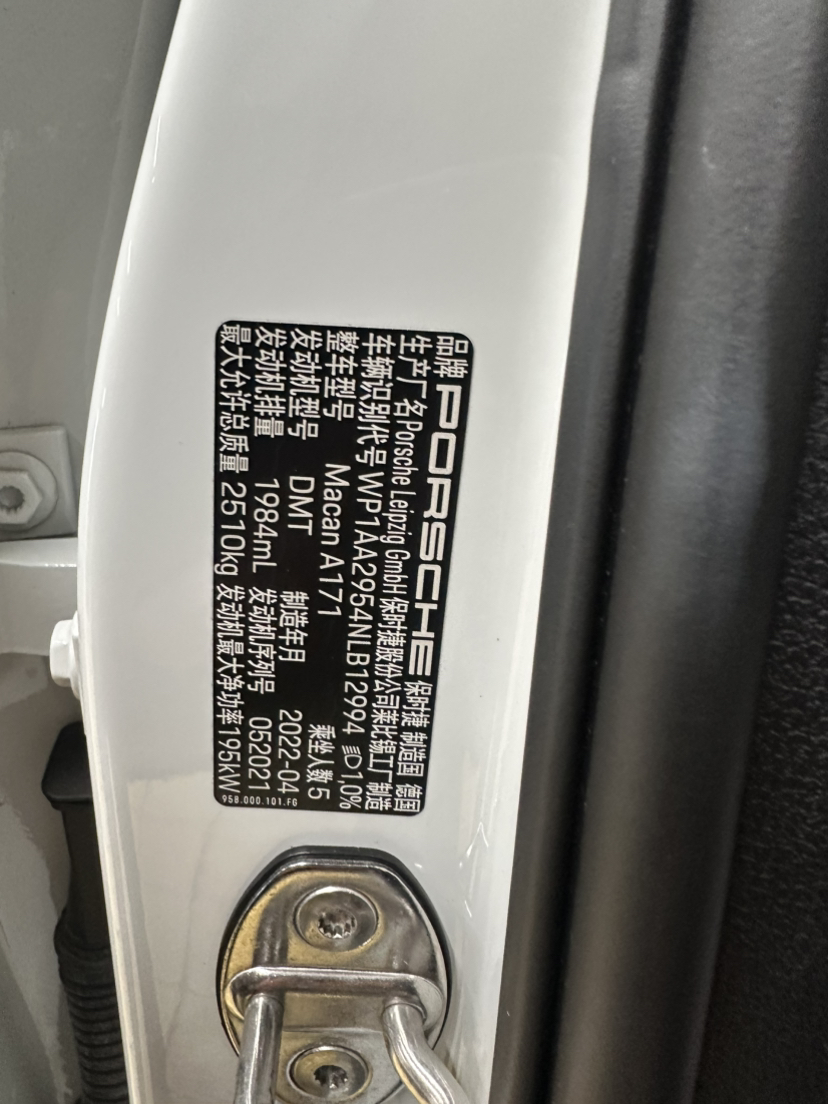 品牌 PORSCHE 保时捷 制造国 德国
生产厂名 Porsche Leipzig GmbH 保时捷股份公司莱比锡工厂制造
车辆识别代号 WP1AA2954NLB12994 1,0%
整车型号 Macan A171 乘坐人数 5
发动机型号 DMT 制造年月 2022-04
发动机排量 1984mL 发动机序列号 052021
最大允许总质量 2510kg 发动机最大净功率 195kW
958.000.101.FG